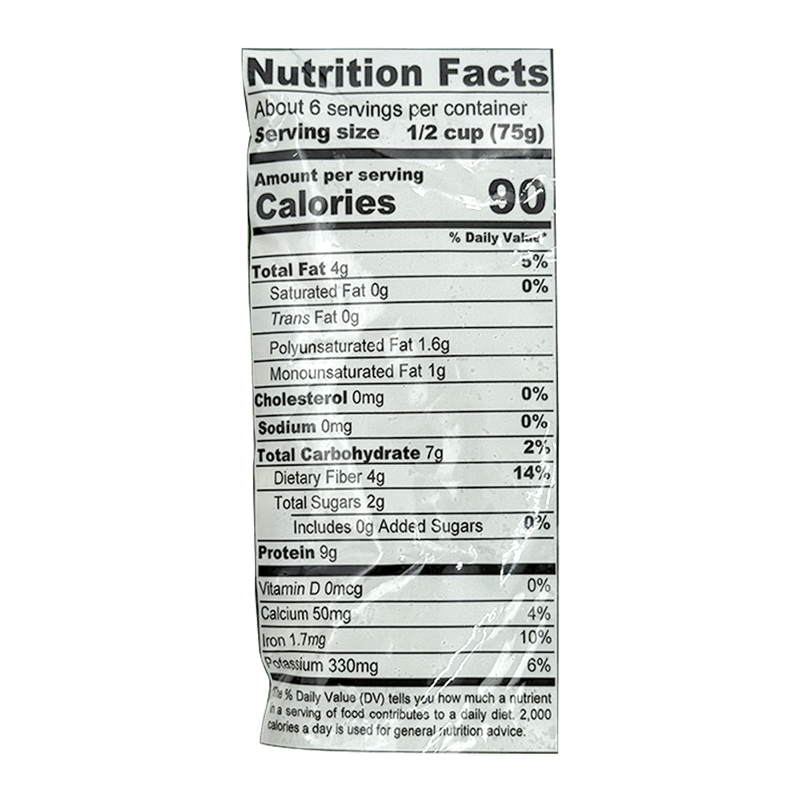 Nutrition Facts
About 6 servings per container
Serving size 1/2 cup (75g)
Amount per serving
Calories 90
% Daily Value*
Total Fat 4g 5%
Saturated Fat 0g 0%
Trans Fat 0g
Polyunsaturated Fat 1.6g
Monounsaturated Fat 1g
Cholesterol 0mg 0%
Sodium 0mg 0%
Total Carbohydrate 7g 2%
Dietary Fiber 4g 14%
Total Sugars 2g
Includes 0g Added Sugars 0%
Protein 9g
Vitamin D 0mcg 0%
Calcium 50mg 4%
Iron 1.7mg 10%
Potassium 330mg 6%
*The % Daily Value (DV) tells you how much a nutrient
in a serving of food contributes to a daily diet. 2,000
calories a day is used for general nutrition advice.